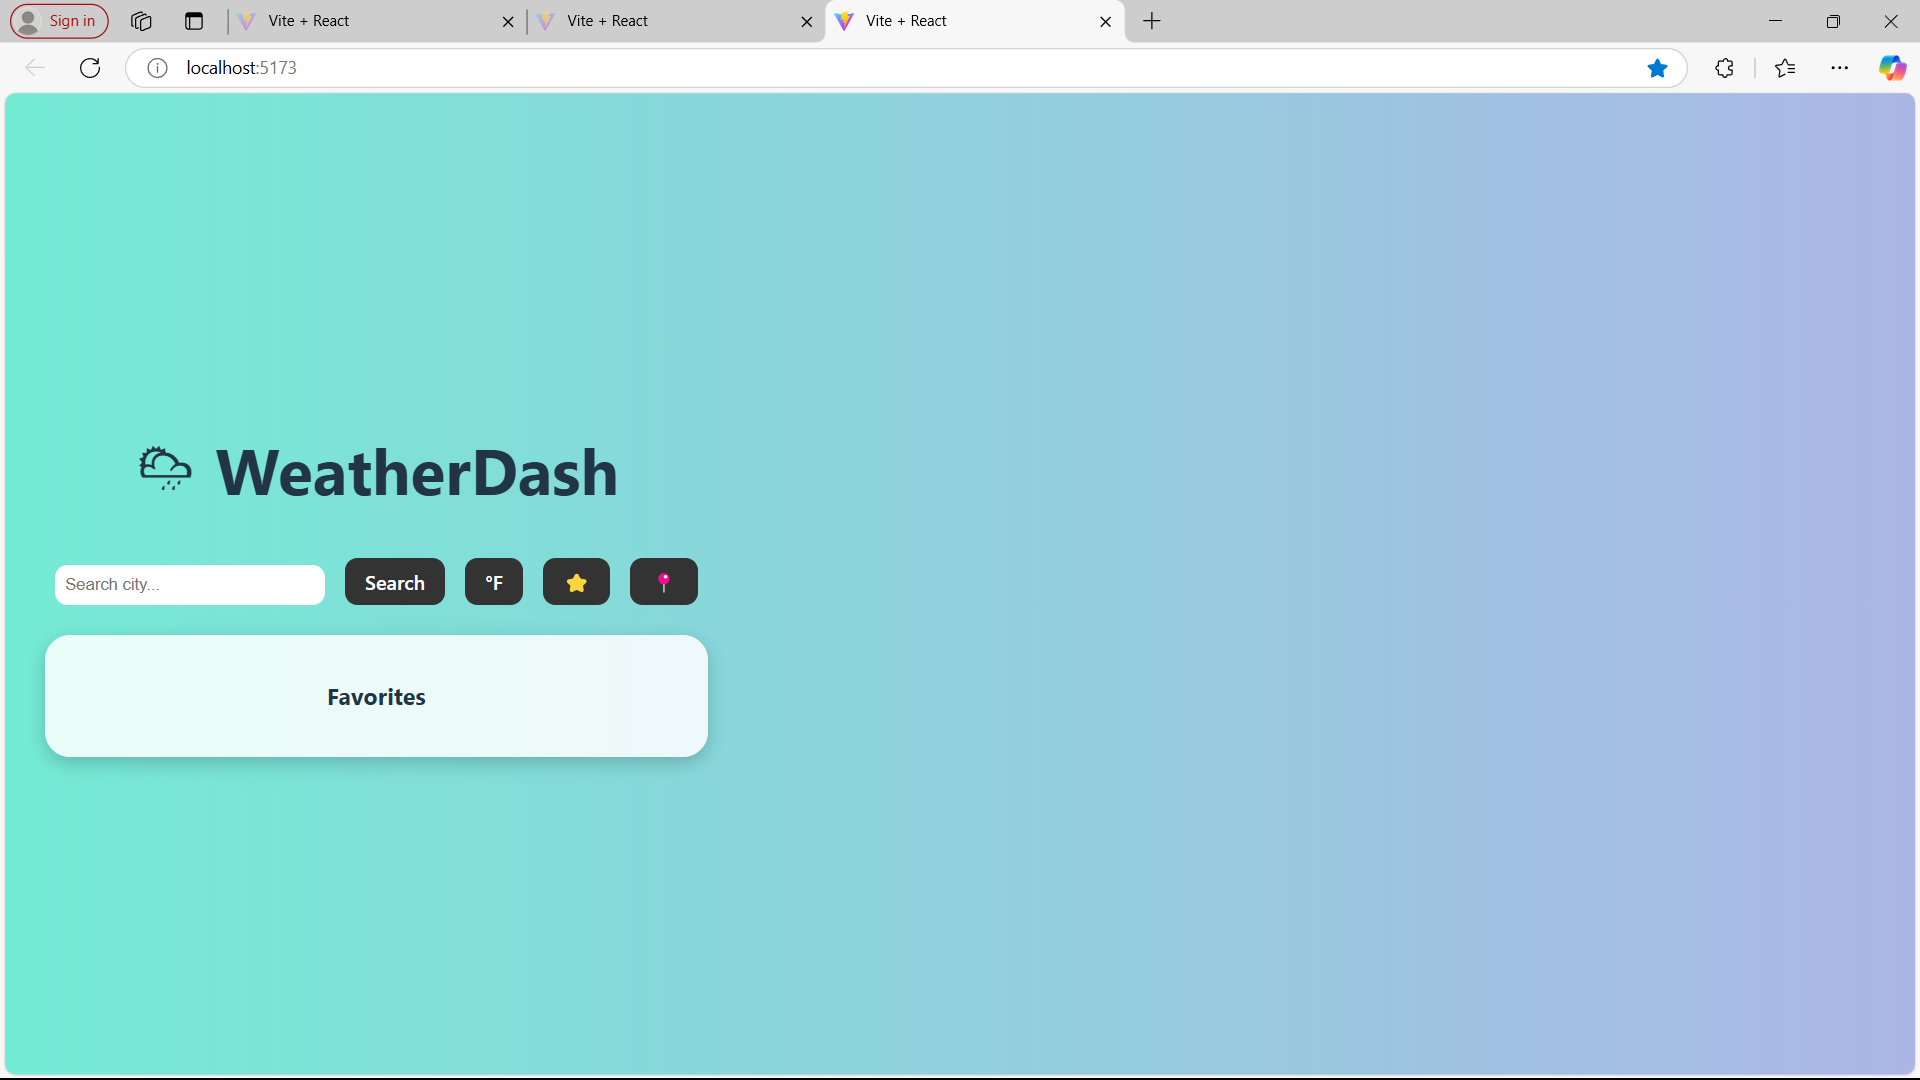 Sign in
Vite + React
Vite + React
Vite + React
localhost:5173
WeatherDash
Search city...
Search
°F
Favorites